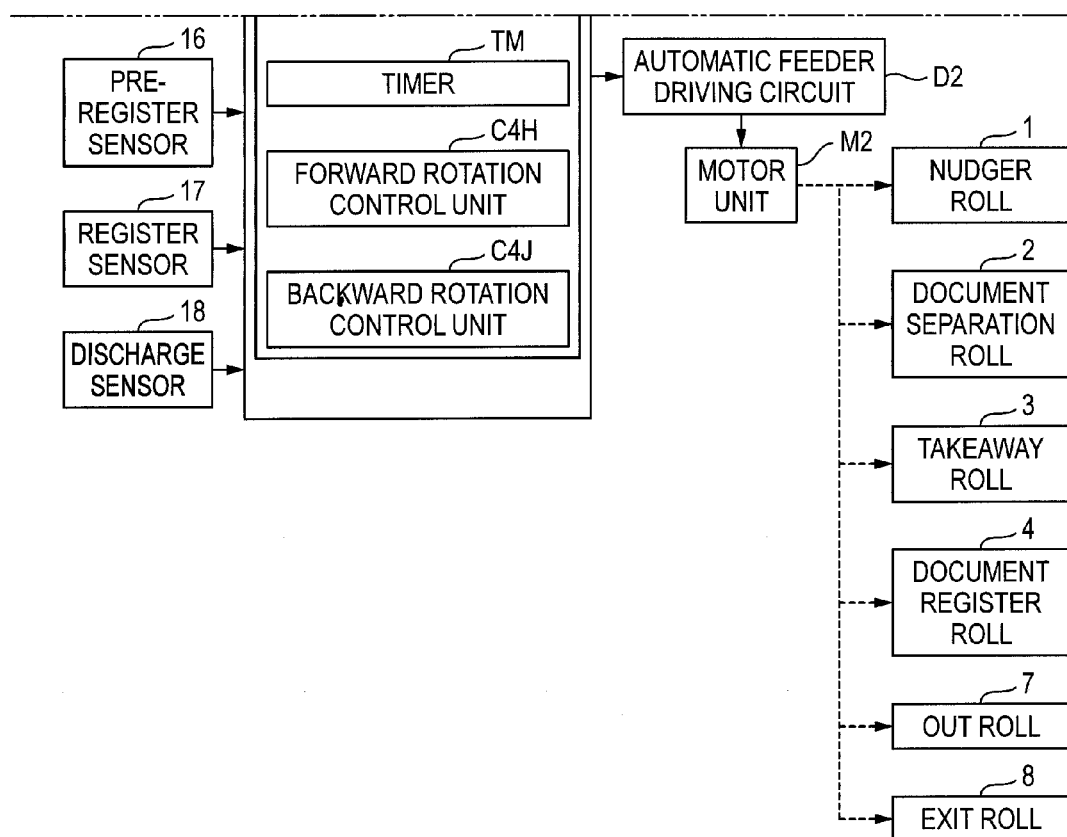 16
PRE-
REGISTER
SENSOR
17
REGISTER
SENSOR
18
DISCHARGE
SENSOR
TM
TIMER
C4H
FORWARD ROTATION
CONTROL UNIT
C4J
BACKWARD ROTATION
CONTROL UNIT
AUTOMATIC FEEDER
DRIVING CIRCUIT
D2
M2
MOTOR
UNIT
1
NUDGER
ROLL
2
DOCUMENT
SEPARATION
ROLL
3
TAKEAWAY
ROLL
4
DOCUMENT
REGISTER
ROLL
7
OUT ROLL
8
EXIT ROLL